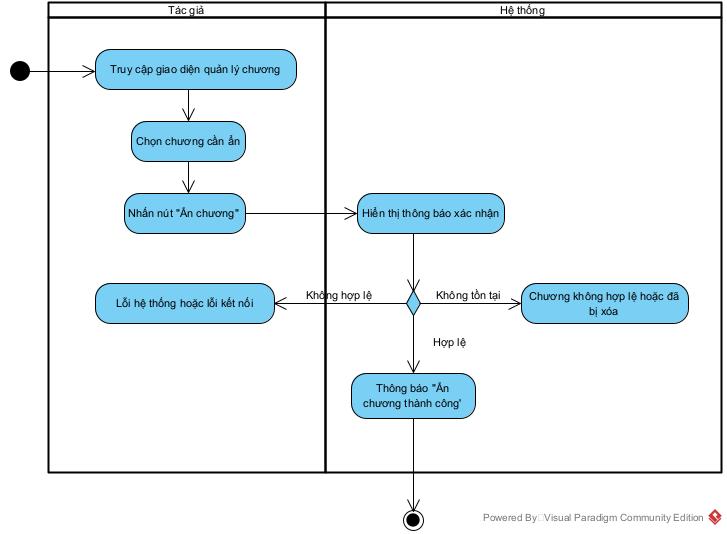 Tác giả
Hệ thống
Truy cập giao diện quản lý chương
Chọn chương cần ẩn
Nhấn nút "Ẩn chương"
Hiển thị thông báo xác nhận
Lỗi hệ thống hoặc lỗi kết nối
Không hợp lệ
Không tồn tại
Chương không hợp lệ hoặc đã
bị xóa
Hợp lệ
Thông báo "Ẩn
chương thành công'
Powered By Visual Paradigm Community Edition